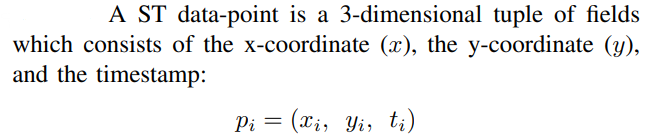 A ST data-point is a 3-dimensional tuple of fields
which consists of the x-coordinate (x), the y-coordinate (y),
and the timestamp:
pᵢ = (xᵢ, yᵢ, tᵢ)